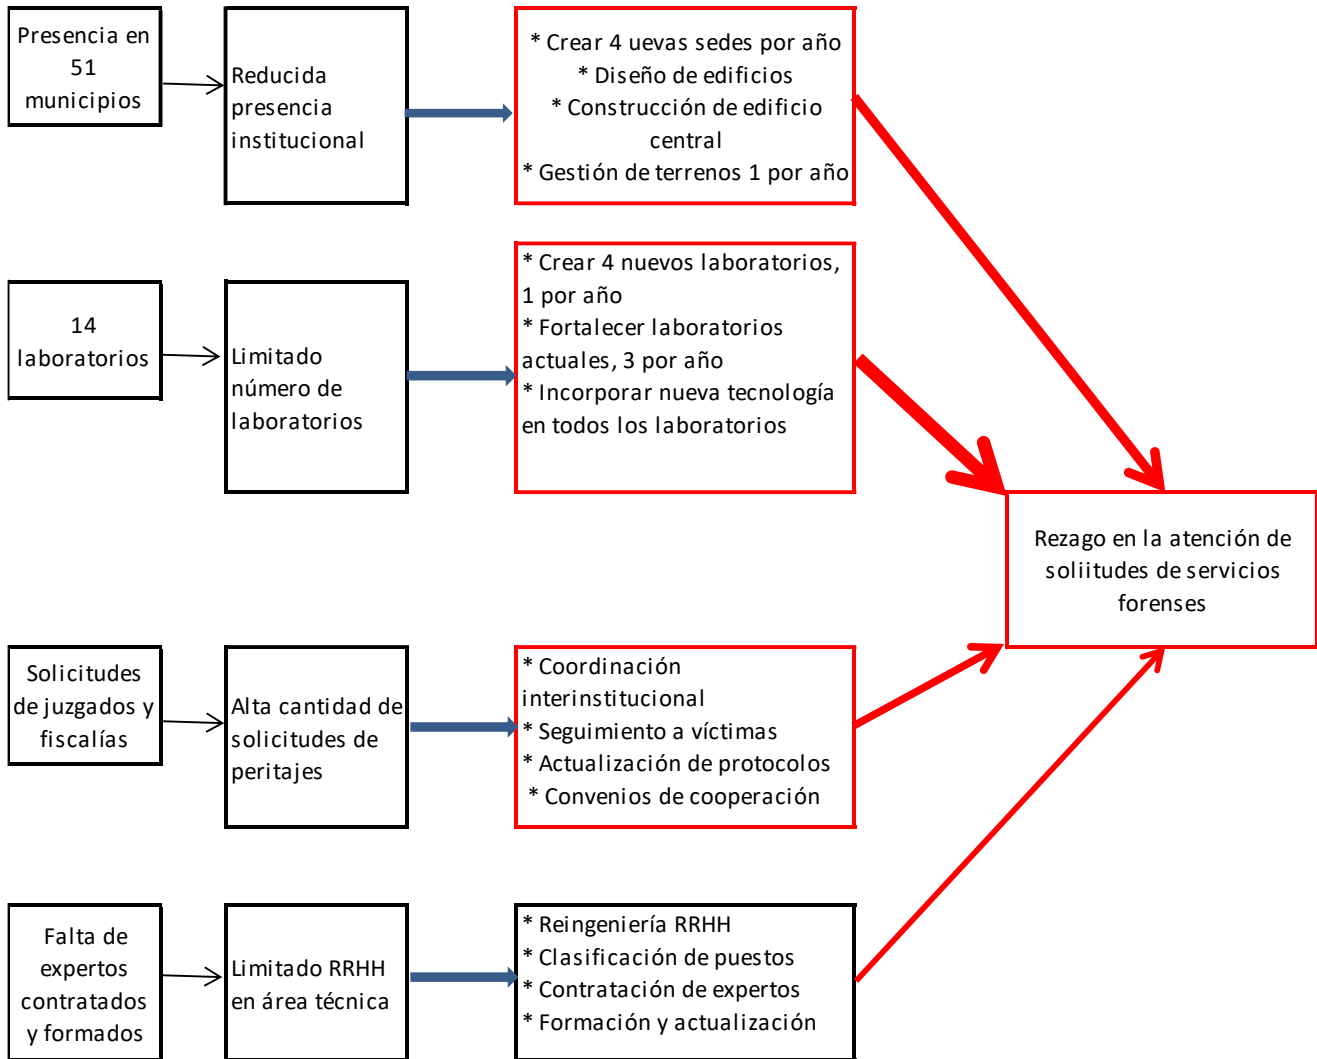 Presencia en
51
municipios
Reducida
presencia
institucional
* Crear 4 uevas sedes por año
* Diseño de edificios
* Construcción de edificio
central
* Gestión de terrenos 1 por año
14
laboratorios
Limitado
número de
laboratorios
* Crear 4 nuevos laboratorios,
1 por año
* Fortalecer laboratorios
actuales, 3 por año
* Incorporar nueva tecnología
en todos los laboratorios
Rezago en la atención de
soliitudes de servicios
forenses
Solicitudes
de juzgados y
fiscalías
Alta cantidad de
solicitudes de
peritajes
* Coordinación
interinstitucional
* Seguimiento a víctimas
* Actualización de protocolos
* Convenios de cooperación
Falta de
expertos
contratados
y formados
Limitado RRHH
en área técnica
* Reingeniería RRHH
* Clasificación de puestos
* Contratación de expertos
* Formación y actualización